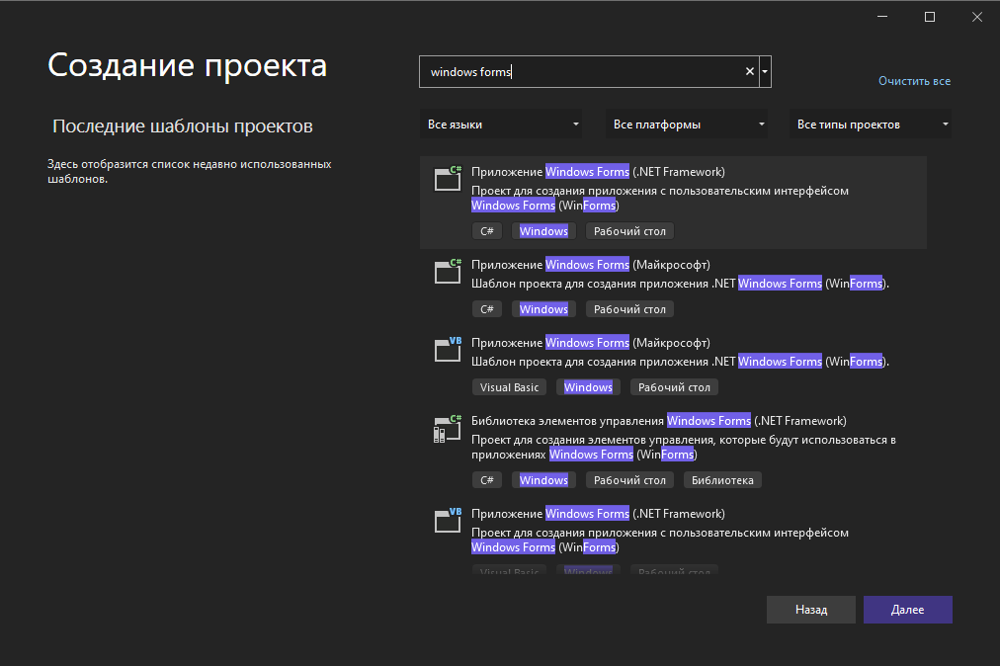 Создание проекта
Последние шаблоны проектов
Здесь отобразится список недавно использованных
шаблонов.
windows forms
Очистить все
Все языки
Все платформы
Все типы проектов
C#
Приложение Windows Forms (.NET Framework)
Проект для создания приложения с пользовательским интерфейсом
Windows Forms (WinForms)
C# Windows Рабочий стол
C#
Приложение Windows Forms (Майкрософт)
Шаблон проекта для создания приложения .NET Windows Forms (WinForms).
C# Windows Рабочий стол
VB
Приложение Windows Forms (Майкрософт)
Шаблон проекта для создания приложения .NET Windows Forms (WinForms).
Visual Basic Windows Рабочий стол
C#
Библиотека элементов управления Windows Forms (.NET Framework)
Проект для создания элементов управления, которые будут использоваться в
приложениях Windows Forms (WinForms)
C# Windows Рабочий стол Библиотека
VB
Приложение Windows Forms (.NET Framework)
Проект для создания приложения с пользовательским интерфейсом
Windows Forms (WinForms)
Visual Basic Windows Рабочий стол
Назад
Далее